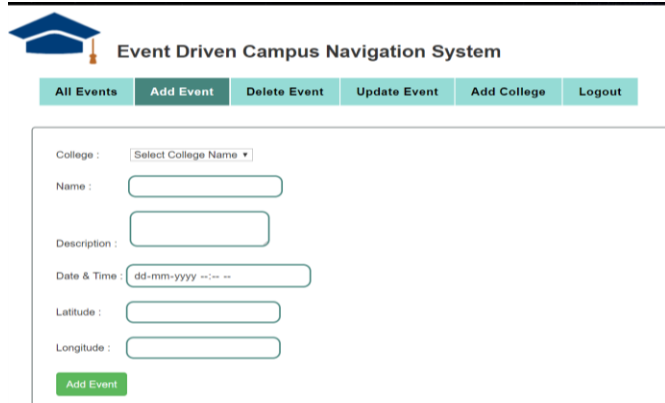 Event Driven Campus Navigation System
All Events Add Event Delete Event Update Event Add College Logout
College : Select College Name ▾
Name :
Description :
Date & Time : dd-mm-yyyy --:-- --
Latitude :
Longitude :
Add Event